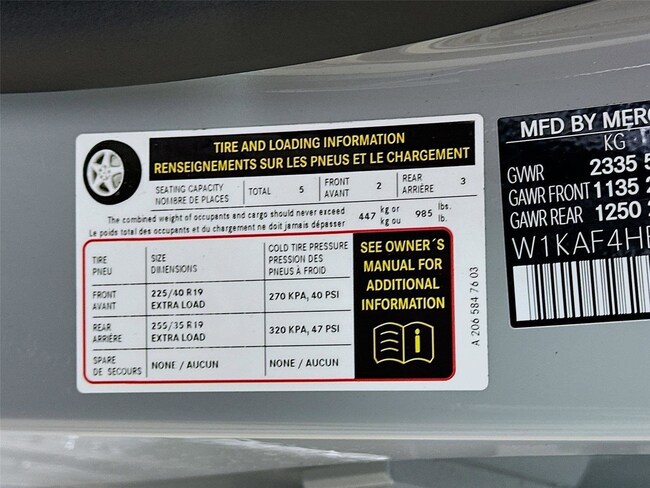 TIRE AND LOADING INFORMATION
RENSEIGNEMENTS SUR LES PNEUS ET LE CHARGEMENT
SEATING CAPACITY
NOMBRE DE PLACES
TOTAL 5
FRONT
AVANT
2
REAR
ARRIÈRE
3
The combined weight of occupants and cargo should never exceed
Le poids total des occupants et du chargement ne doit jamais dépasser
447 kg or
kg ou
985 lbs.
lb.
TIRE
PNEU
SIZE
DIMENSIONS
COLD TIRE PRESSURE
PRESSION DES
PNEUS À FROID
FRONT
AVANT
225/40 R19
EXTRA LOAD
270 KPA, 40 PSI
REAR
ARRIÈRE
255/35 R19
EXTRA LOAD
320 KPA, 47 PSI
SPARE
DE SECOURS
NONE / AUCUN
NONE / AUCUN
SEE OWNER´S
MANUAL FOR
ADDITIONAL
INFORMATION
i
A 206 584 76 03
MFD BY MERC
KG
GVWR 2335 5
GAWR FRONT 1135
GAWR REAR 1250
W1KAF4H